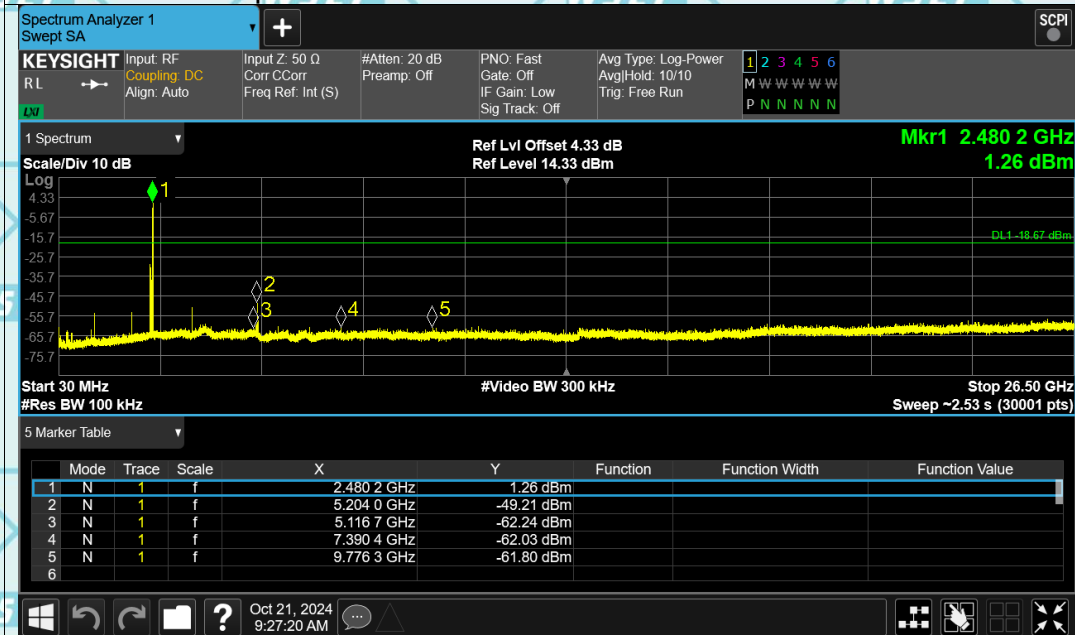 Spectrum Analyzer 1
Swept SA
+
SCPI
KEYSIGHT
RL
LXI
Input: RF
Coupling: DC
Align: Auto
Input Z: 50 Ω
Corr CCorr
Freq Ref: Int (S)
#Atten: 20 dB
Preamp: Off
PNO: Fast
Gate: Off
IF Gain: Low
Sig Track: Off
Avg Type: Log-Power
Avg|Hold: 10/10
Trig: Free Run
1 2 3 4 5 6
M W W W W W
P N N N N N
1 Spectrum
Scale/Div 10 dB
Ref Lvl Offset 4.33 dB
Ref Level 14.33 dBm
Mkr1 2.480 2 GHz
1.26 dBm
Log
4.33
-5.67
-15.7
-25.7
-35.7
-45.7
-55.7
-65.7
-75.7
1
2
3
4
5
DL1 -18.67 dBm
Start 30 MHz
#Video BW 300 kHz
Stop 26.50 GHz
#Res BW 100 kHz
Sweep ~2.53 s (30001 pts)
5 Marker Table
Mode Trace Scale X Y Function Function Width Function Value
1 N 1 f 2.480 2 GHz 1.26 dBm
2 N 1 f 5.204 0 GHz -49.21 dBm
3 N 1 f 5.116 7 GHz -62.24 dBm
4 N 1 f 7.390 4 GHz -62.03 dBm
5 N 1 f 9.776 3 GHz -61.80 dBm
6
?
Oct 21, 2024
9:27:20 AM